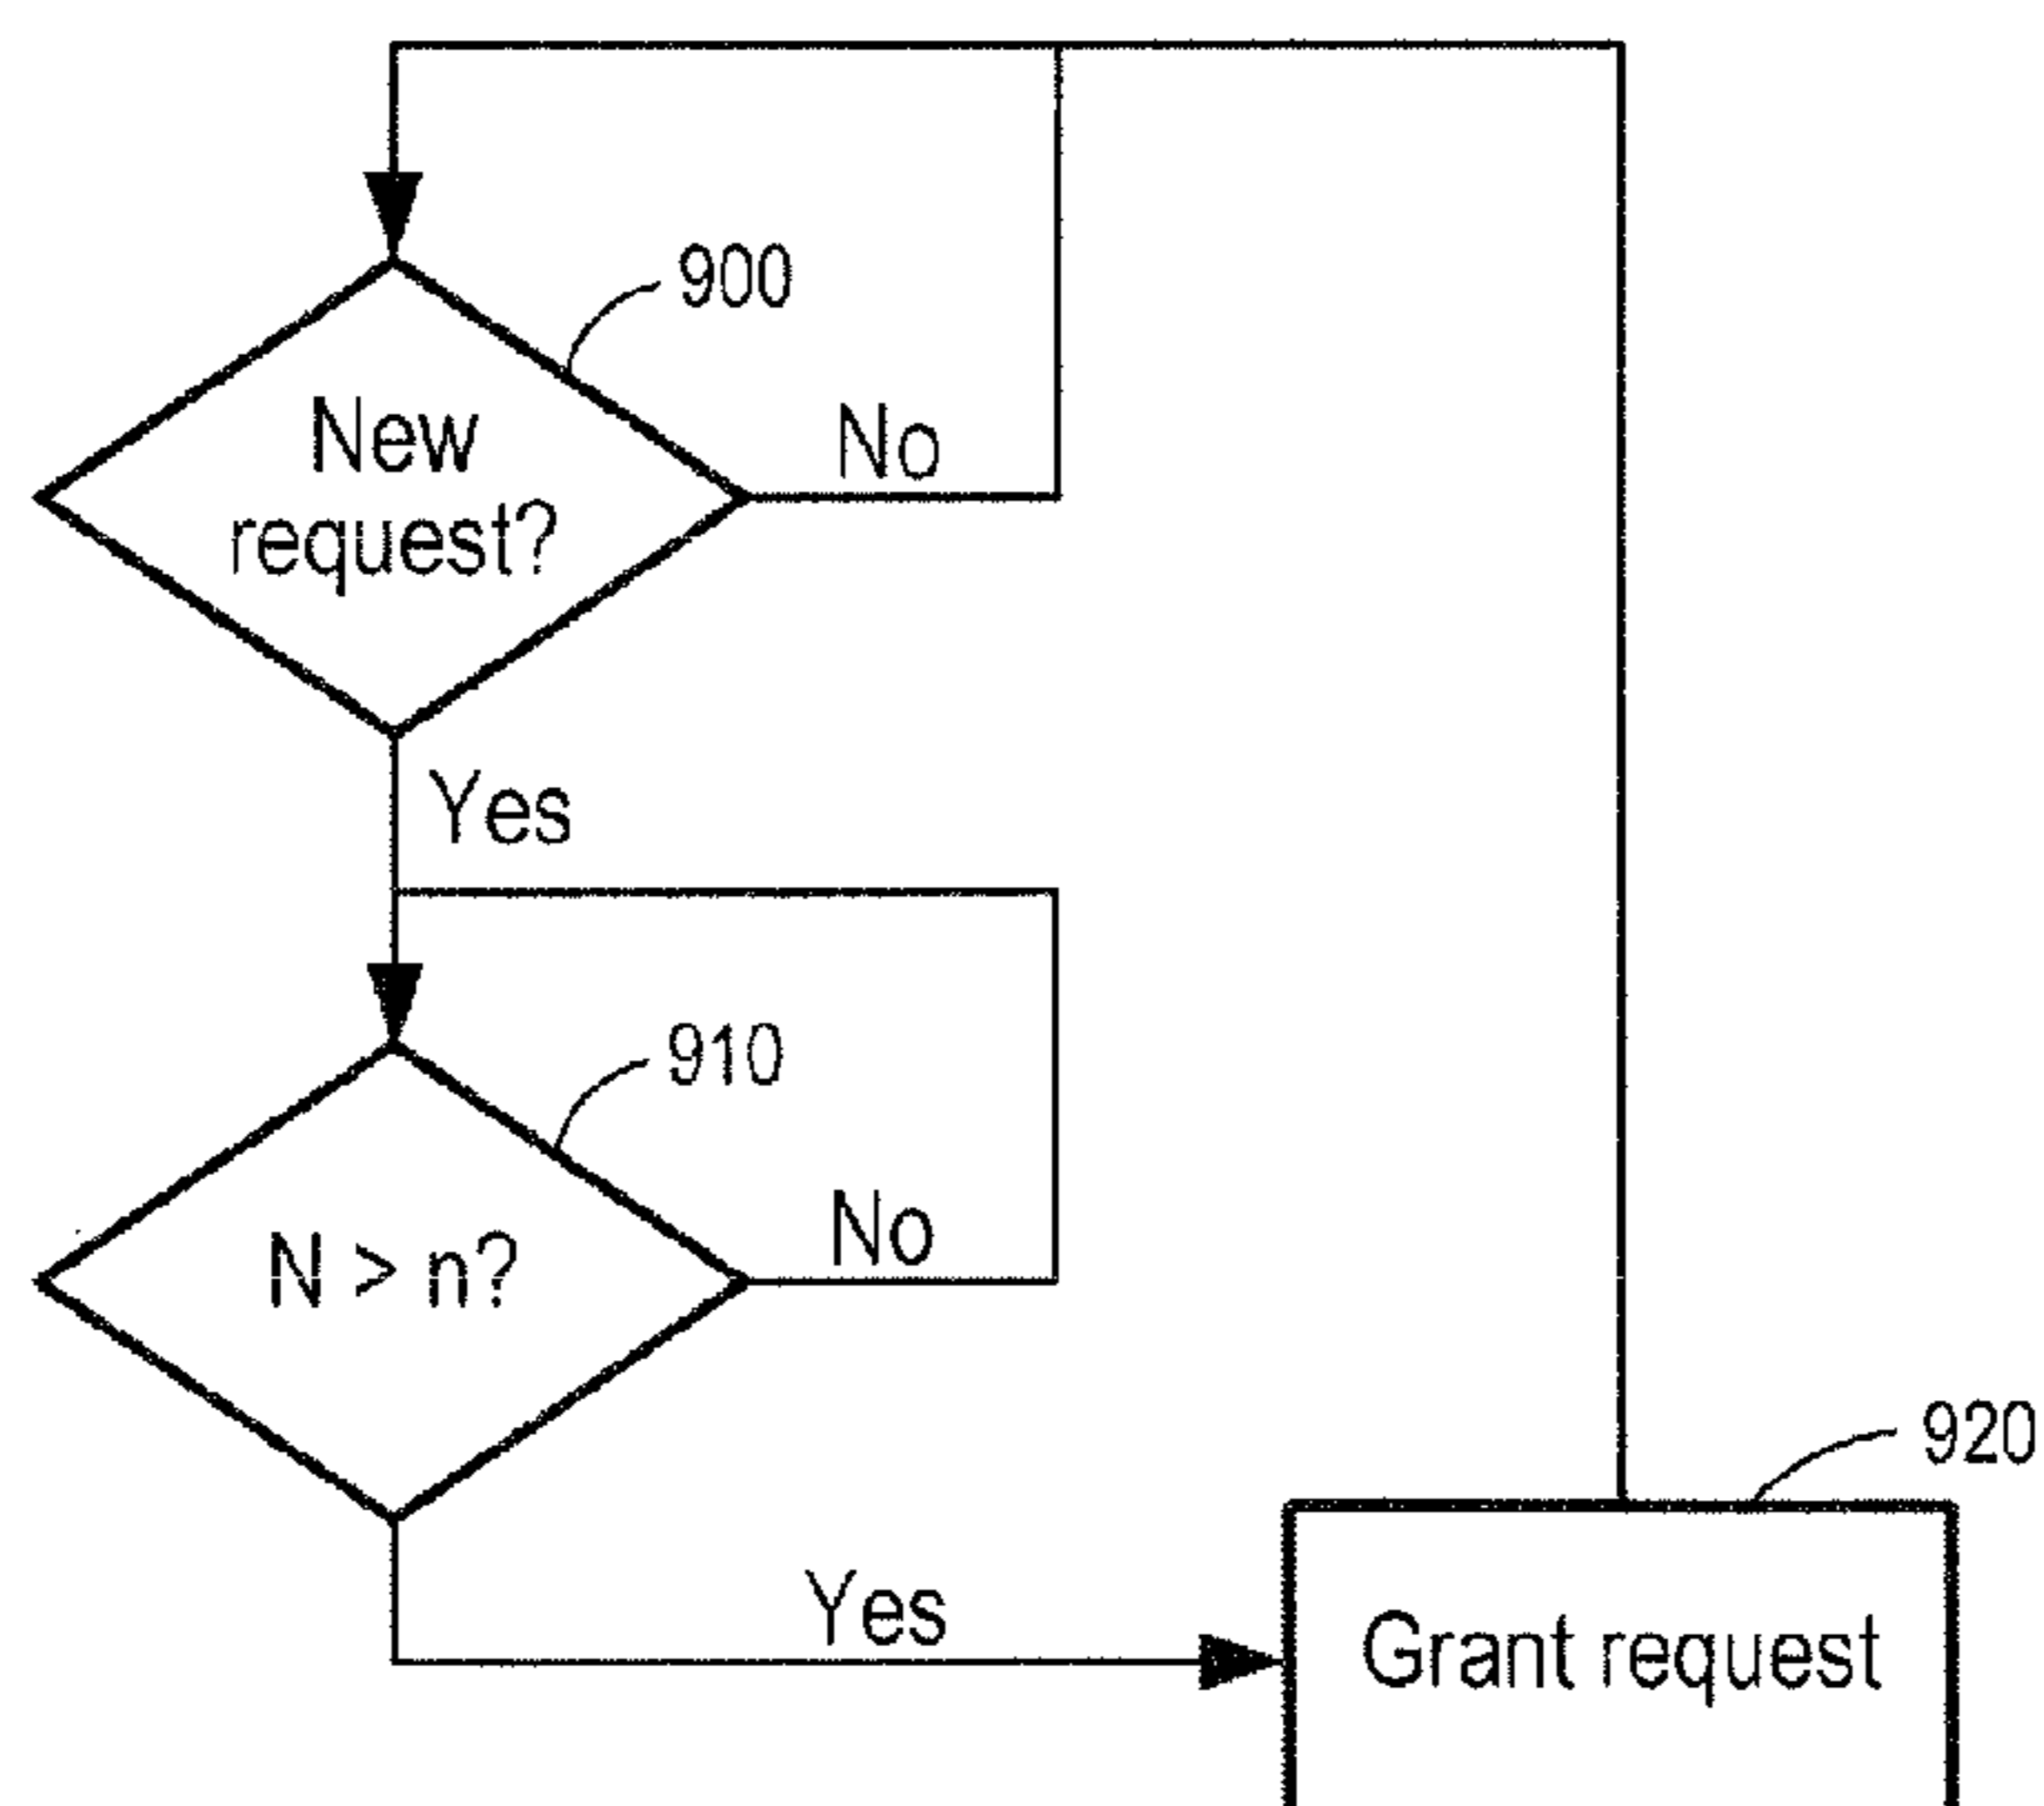 900
New
request?
No
Yes
910
N > n?
No
920
Yes
Grant request